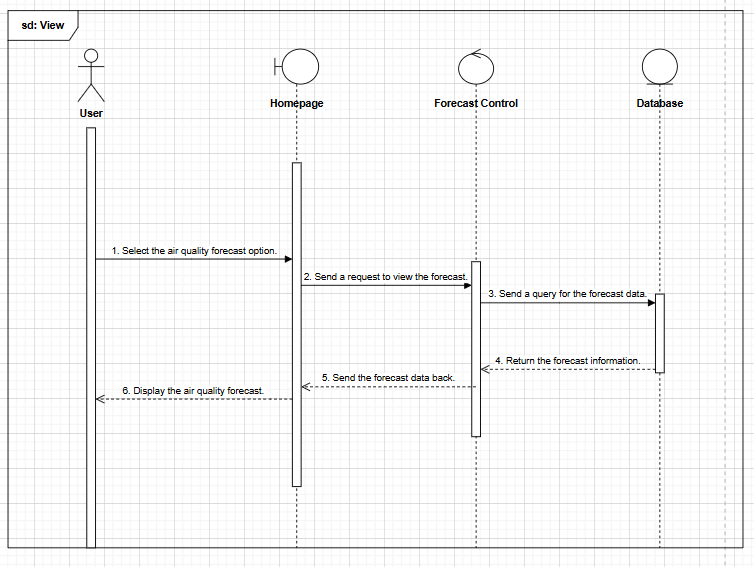 sd: View
User
Homepage
Forecast Control
Database
1. Select the air quality forecast option.
2. Send a request to view the forecast.
3. Send a query for the forecast data.
4. Return the forecast information.
5. Send the forecast data back.
6. Display the air quality forecast.